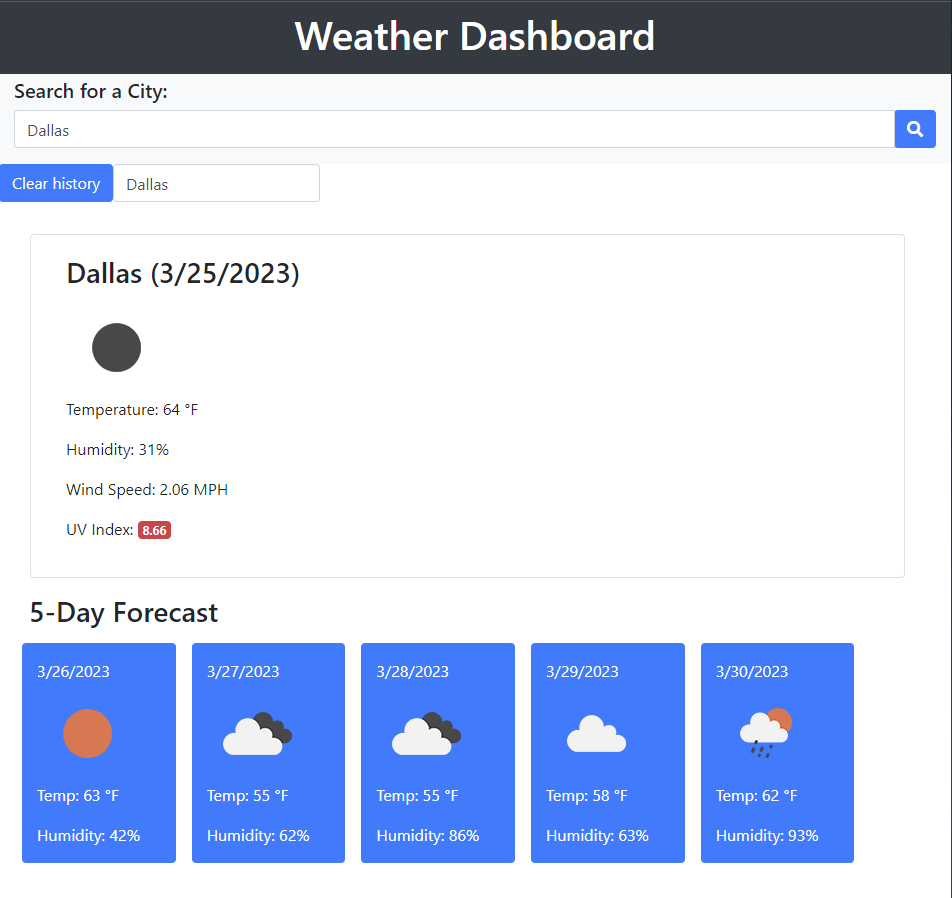 Weather Dashboard
Search for a City:
Dallas
Clear history
Dallas
Dallas (3/25/2023)
Temperature: 64 °F
Humidity: 31%
Wind Speed: 2.06 MPH
UV Index: 8.66
5-Day Forecast
3/26/2023
Temp: 63 °F
Humidity: 42%
3/27/2023
Temp: 55 °F
Humidity: 62%
3/28/2023
Temp: 55 °F
Humidity: 86%
3/29/2023
Temp: 58 °F
Humidity: 63%
3/30/2023
Temp: 62 °F
Humidity: 93%